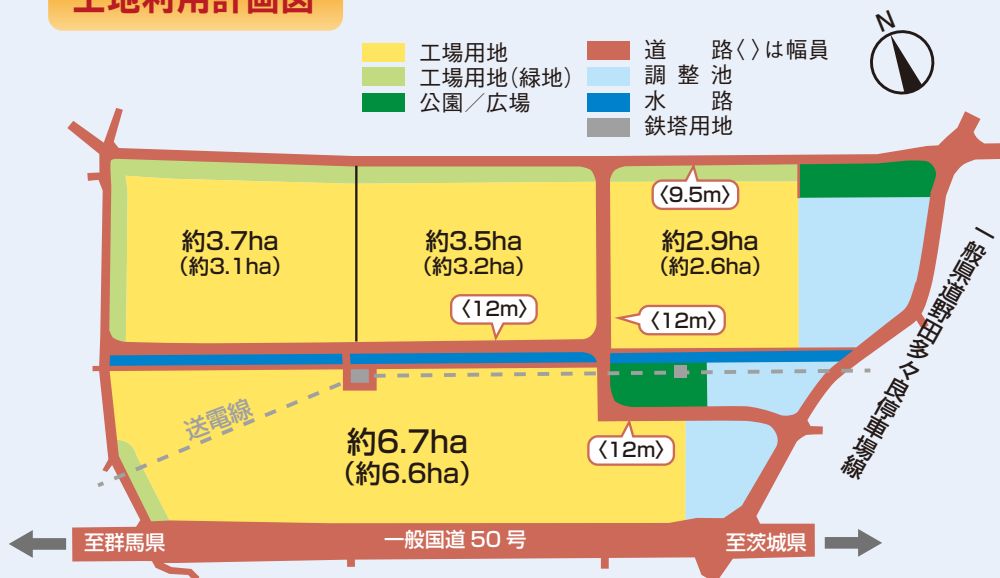 土地利用計画図
N
工場用地
工場用地(緑地)
公園／広場
道　　路〈 〉は幅員
調 整 池
水　　路
鉄塔用地
〈9.5m〉
約3.7ha
(約3.1ha)
約3.5ha
(約3.2ha)
約2.9ha
(約2.6ha)
〈12m〉
〈12m〉
一般県道野田多々良停車場線
送電線
約6.7ha
(約6.6ha)
〈12m〉
至群馬県
一般国道 50 号
至茨城県